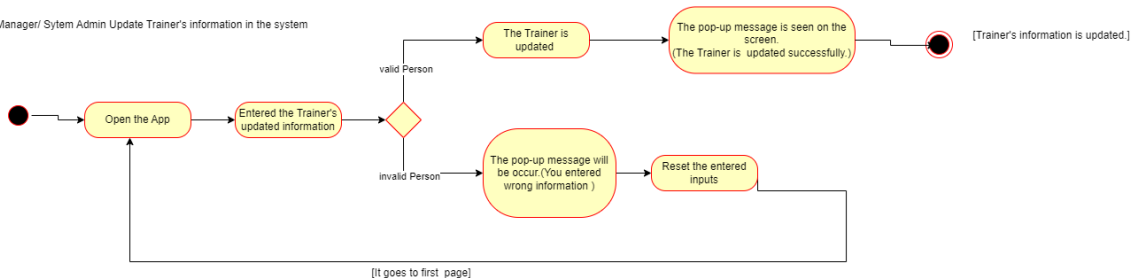 Manager/ Sytem Admin Update Trainer's information in the system
The Trainer is
updated
The pop-up message is seen on the
screen.
(The Trainer is  updated successfully.)
[Trainer's information is updated.]
valid Person
Open the App
Entered the Trainer's
updated information
invalid Person
The pop-up message will
be occur.(You entered
wrong information )
Reset the entered
inputs
[It goes to first  page]